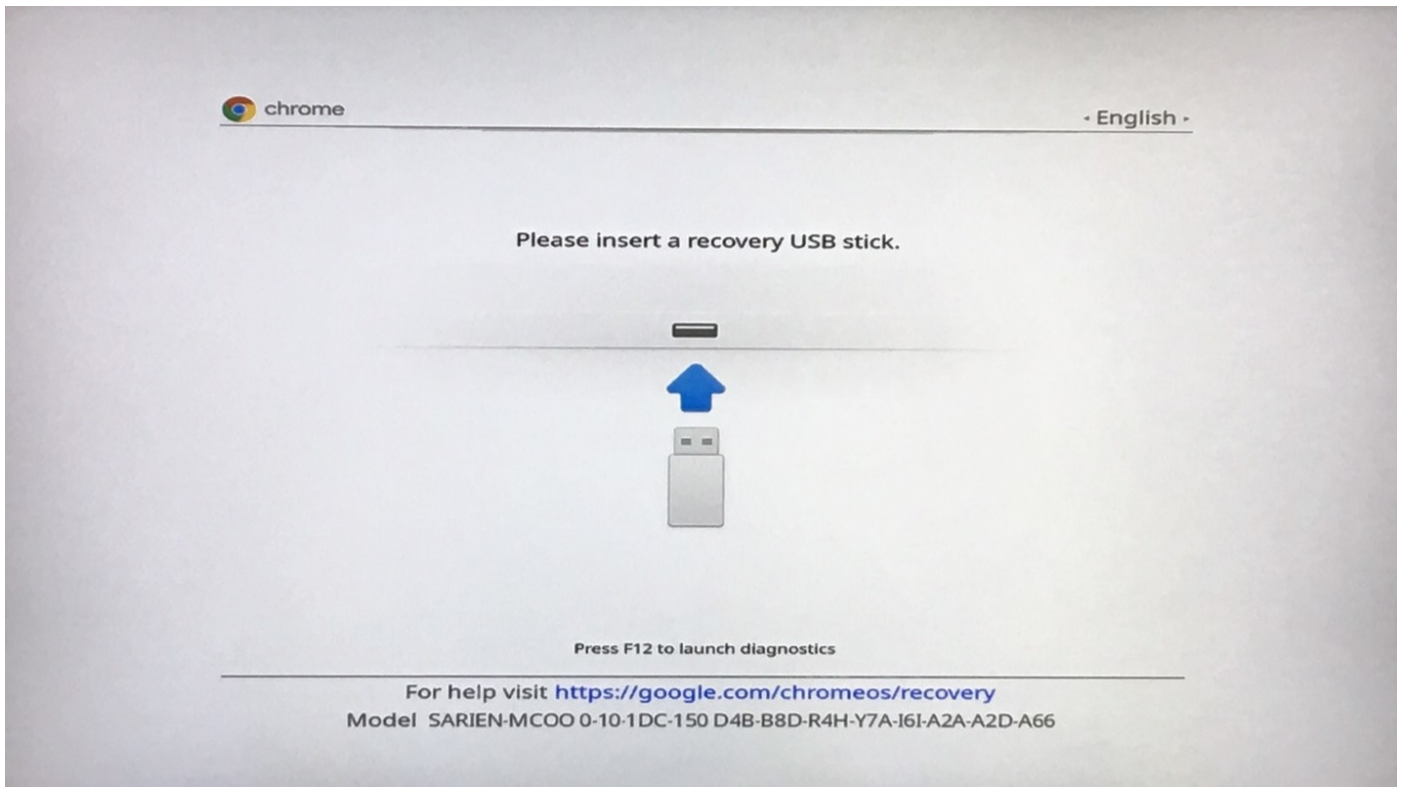 chrome
English
Please insert a recovery USB stick.
Press F12 to launch diagnostics
For help visit https://google.com/chromeos/recovery
Model SARIEN-MCOO 0-10-1DC-150 D4B-B8D-R4H-Y7A-I6I-A2A-A2D-A66